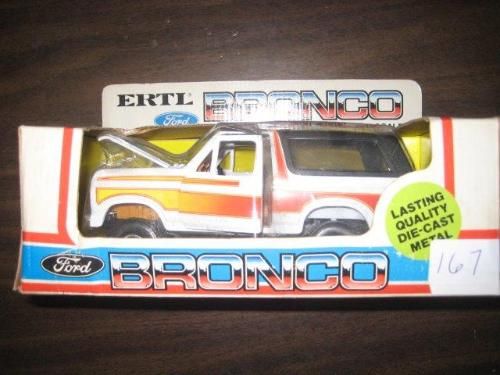 ERTL BRONCO
Ford
LASTING
QUALITY
DIE-CAST
METAL
Ford BRONCO
167